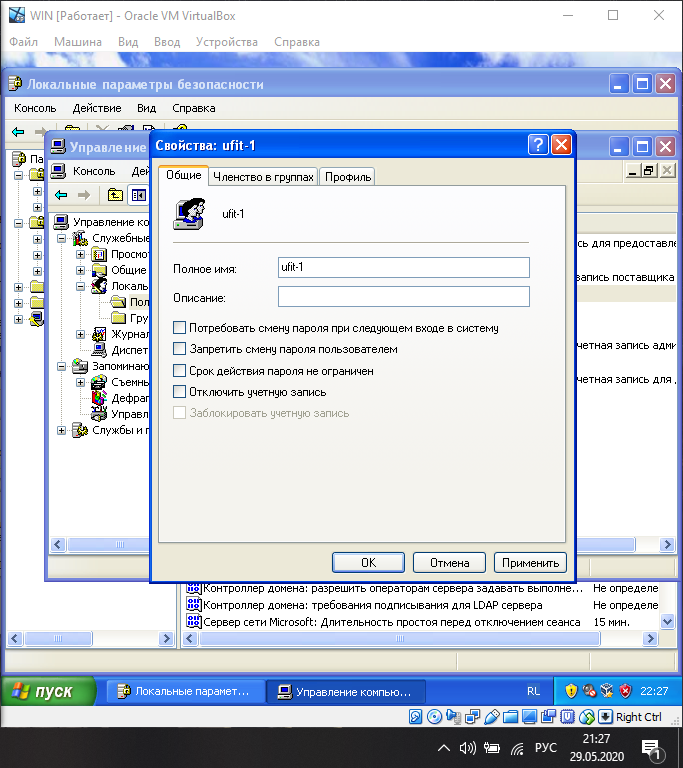 WIN [Работает] - Oracle VM VirtualBox
Файл Машина Вид Ввод Устройства Справка
Локальные параметры безопасности
Консоль Действие Вид Справка
Управление
Свойства: ufit-1
Консоль
Общие Членство в группах Профиль
ufit-1
Полное имя: ufit-1
Описание:
Потребовать смену пароля при следующем входе в систему
Запретить смену пароля пользователем
Срок действия пароля не ограничен
Отключить учетную запись
Заблокировать учетную запись
OK Отмена Применить
Управление ко
Служебные
Просмот
Общие
Локаль
Пол
Гру
Журнал
Диспет
Запоминаю
Съемны
Дефраг
Управл
Службы и п
сь для предоставле
запись поставщика
четная запись адми
четная запись для
Контроллер домена: разрешить операторам сервера задавать выполне... Не определе
Контроллер домена: требования подписывания для LDAP сервера Не определе
Сервер сети Microsoft: Длительность простоя перед отключением сеанса 15 мин.
пуск Локальные парамет... Управление компью... RL 22:27
Right Ctrl
РУС 21:27
29.05.2020
1